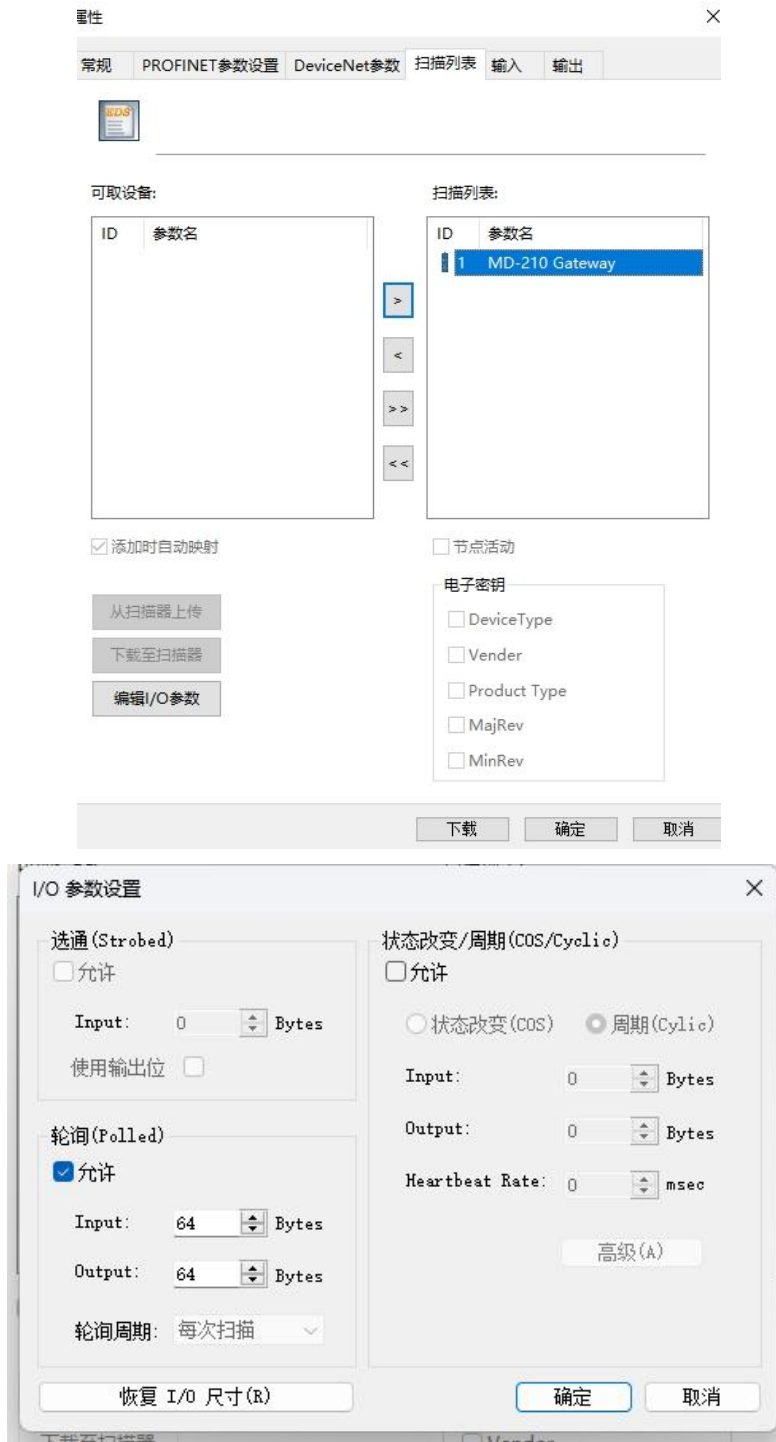 属性
常规 PROFINET参数设置 DeviceNet参数 扫描列表 输入 输出
EDS
可取设备: 扫描列表:
ID 参数名 ID 参数名
1 MD-210 Gateway
>
<
>>
<<
添加时自动映射 节点活动
电子密钥
从扫描器上传 DeviceType
下载至扫描器 Vender
编辑I/O参数 Product Type
MajRev
MinRev
下载 确定 取消
I/O 参数设置
选通(Strobed) 状态改变/周期(COS/Cyclic)
允许 允许
Input: 0 Bytes 状态改变(COS) 周期(Cylic)
使用输出位 Input: 0 Bytes
轮询(Polled) Output: 0 Bytes
允许 Heartbeat Rate: 0 msec
Input: 64 Bytes
高级(A)
Output: 64 Bytes
轮询周期: 每次扫描
恢复 I/O 尺寸(R) 确定 取消